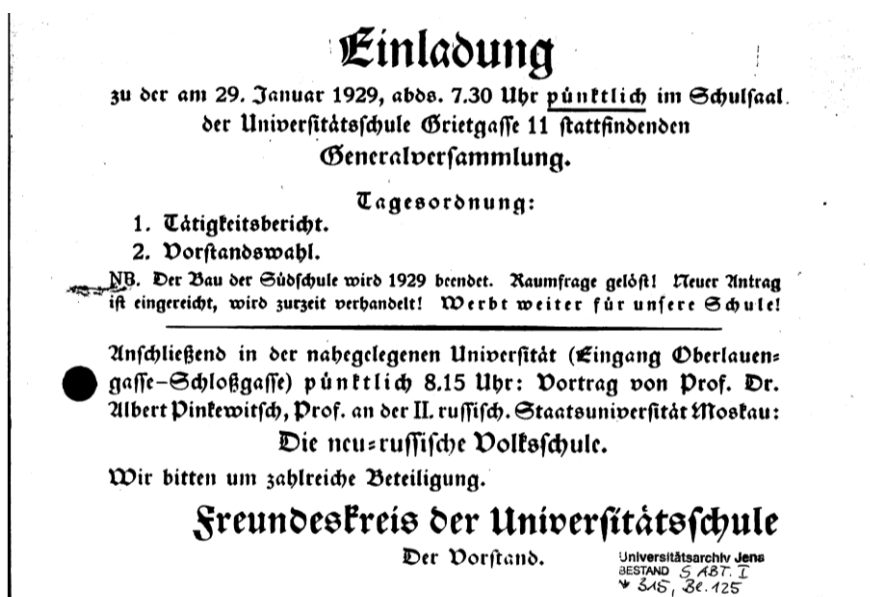 Einladung
zu der am 29. Januar 1929, abds. 7.30 Uhr pünktlich im Schulsaal
der Universitätsschule Grietgasse 11 stattfindenden
Generalversammlung.
Tagesordnung:
1. Tätigkeitsbericht.
2. Vorstandswahl.
NB. Der Bau der Südschule wird 1929 beendet. Raumfrage gelöst! Neuer Antrag
ist eingereicht, wird zurzeit verhandelt! Werbt weiter für unsere Schule!
Anschließend in der nahegelegenen Universität (Eingang Oberlauen-
gasse–Schloßgasse) pünktlich 8.15 Uhr: Vortrag von Prof. Dr.
Albert Pinkewitsch, Prof. an der II. russisch. Staatsuniversität Moskau:
Die neu-russische Volksschule.
Wir bitten um zahlreiche Beteiligung.
Freundeskreis der Universitätsschule
Der Vorstand.
Universitätsarchiv Jena
BESTAND S ABT. I
315, Bl. 125